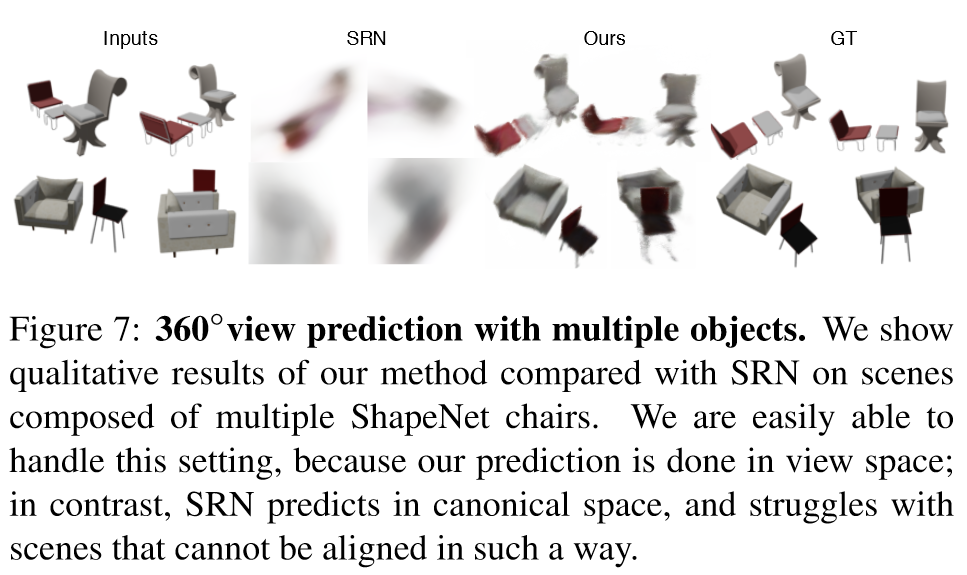 Inputs SRN Ours GT
Figure 7: 360°view prediction with multiple objects. We show
qualitative results of our method compared with SRN on scenes
composed of multiple ShapeNet chairs. We are easily able to
handle this setting, because our prediction is done in view space;
in contrast, SRN predicts in canonical space, and struggles with
scenes that cannot be aligned in such a way.